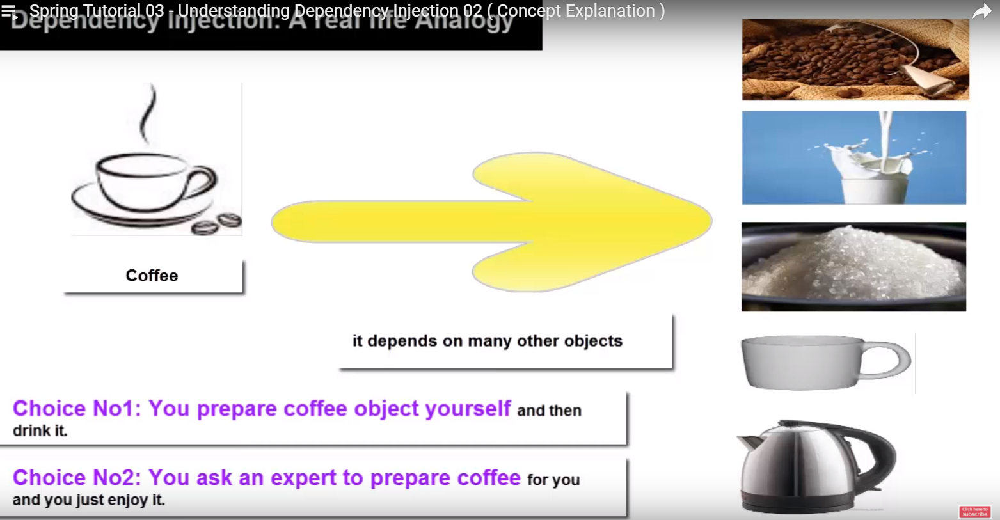 Spring Tutorial 03 - Understanding Dependency Injection 02 ( Concept Explanation )
Dependency Injection: A real life Analogy
Coffee
it depends on many other objects
Choice No1: You prepare coffee object yourself and then
drink it.
Choice No2: You ask an expert to prepare coffee for you
and you just enjoy it.
Click here to
subscribe